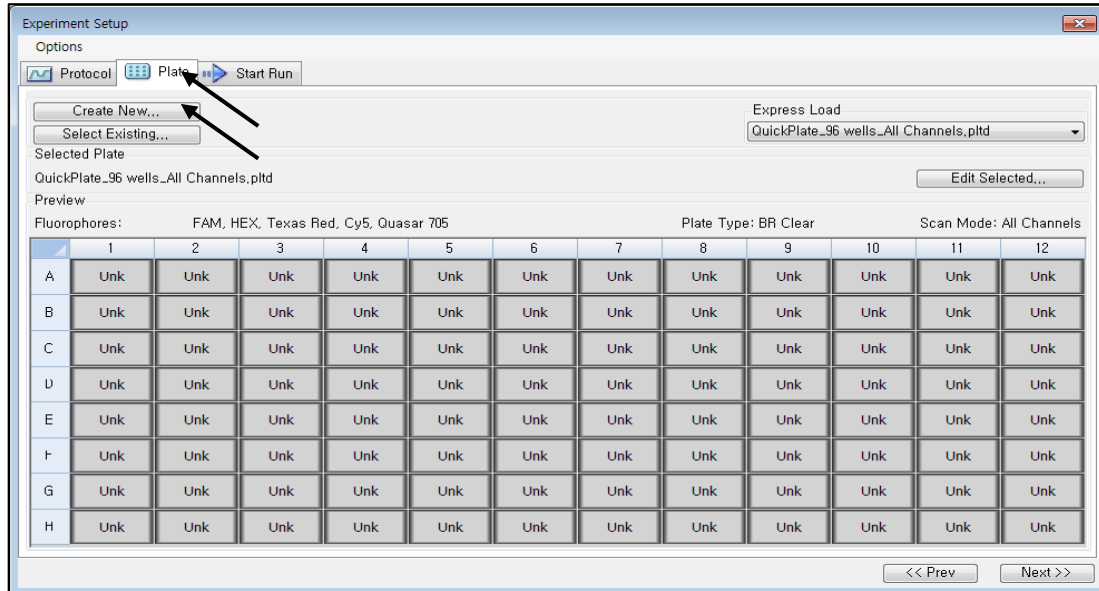 Experiment Setup
Options
Protocol Plate Start Run
Create New...
Express Load
Select Existing...
QuickPlate_96 wells_All Channels.pltd
Selected Plate
QuickPlate_96 wells_All Channels.pltd Edit Selected...
Preview
Fluorophores: FAM, HEX, Texas Red, Cy5, Quasar 705 Plate Type: BR Clear Scan Mode: All Channels
1 2 3 4 5 6 7 8 9 10 11 12
A Unk Unk Unk Unk Unk Unk Unk Unk Unk Unk Unk Unk
B Unk Unk Unk Unk Unk Unk Unk Unk Unk Unk Unk Unk
C Unk Unk Unk Unk Unk Unk Unk Unk Unk Unk Unk Unk
D Unk Unk Unk Unk Unk Unk Unk Unk Unk Unk Unk Unk
E Unk Unk Unk Unk Unk Unk Unk Unk Unk Unk Unk Unk
F Unk Unk Unk Unk Unk Unk Unk Unk Unk Unk Unk Unk
G Unk Unk Unk Unk Unk Unk Unk Unk Unk Unk Unk Unk
H Unk Unk Unk Unk Unk Unk Unk Unk Unk Unk Unk Unk
<< Prev Next >>